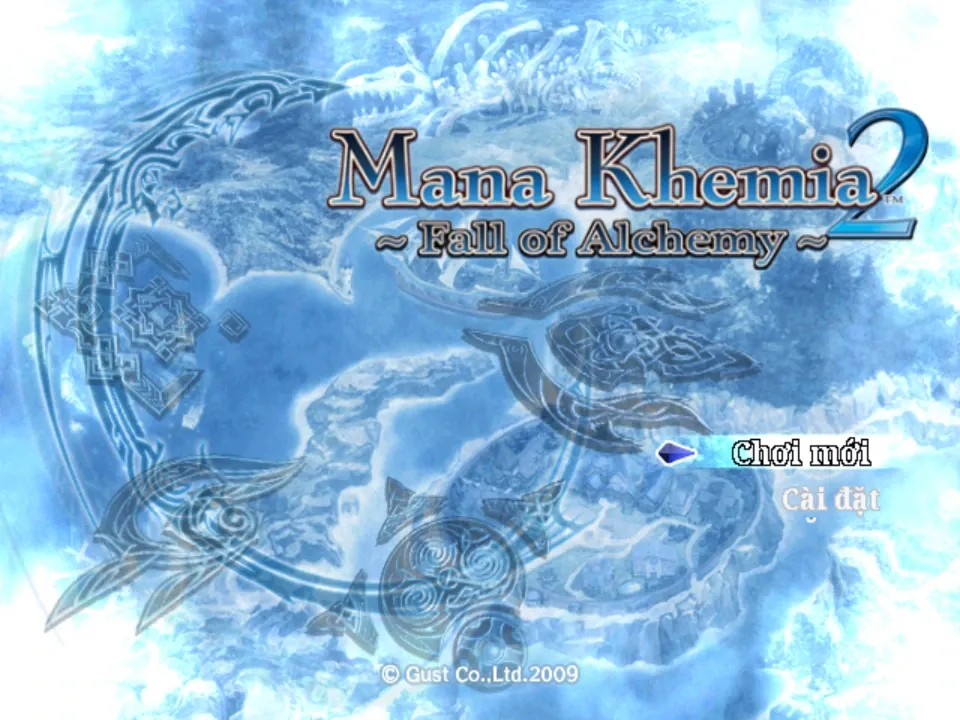 Mana Khemia 2 ™
~ Fall of Alchemy ~
Chơi mới
Cài đặt
© Gust Co.,Ltd.2009